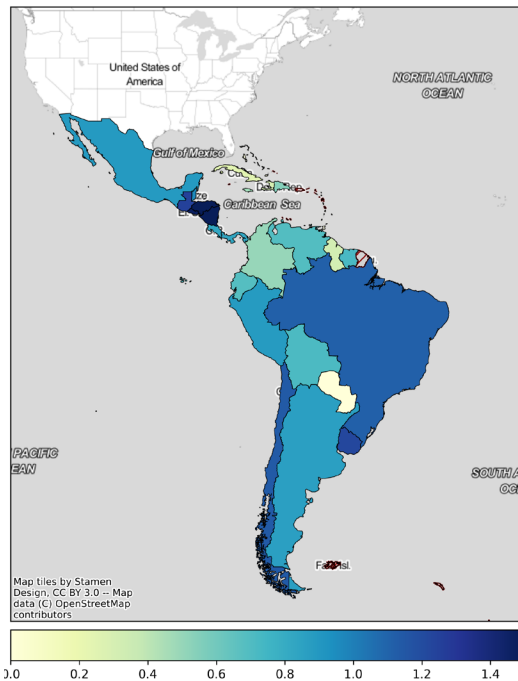 United States of
America
NORTH ATLANTIC
OCEAN
Gulf of Mexico
Caribbean Sea
PACIFIC
EAN
SOUTH A
OC
Map tiles by Stamen
Design, CC BY 3.0 -- Map
data (C) OpenStreetMap
contributors
0.0 0.2 0.4 0.6 0.8 1.0 1.2 1.4